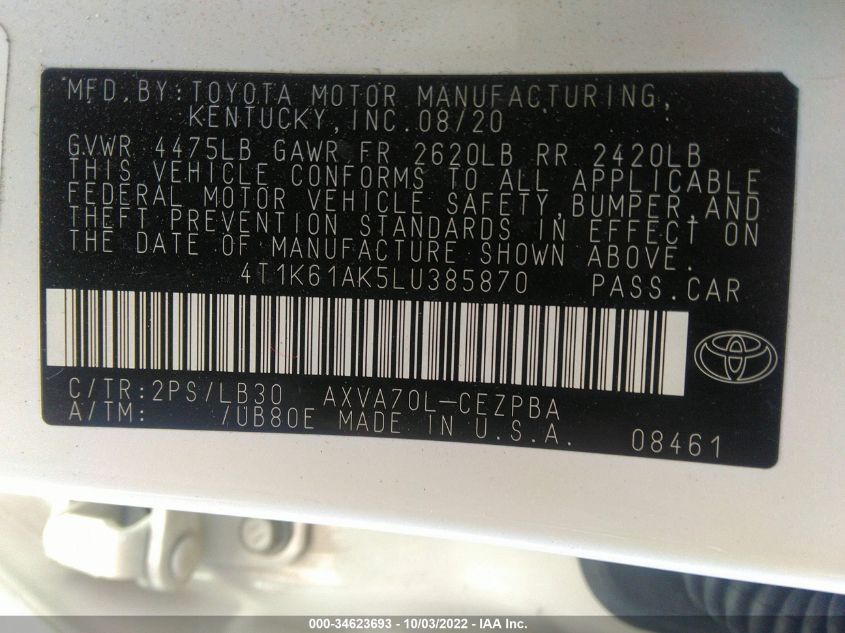 MFD.BY:TOYOTA MOTOR MANUFACTURING,
KENTUCKY,INC.08/20
GVWR 4475LB GAWR FR 2620LB RR 2420LB
THIS VEHICLE CONFORMS TO ALL APPLICABLE
FEDERAL MOTOR VEHICLE SAFETY,BUMPER,AND
THEFT PREVENTION STANDARDS IN EFFECT ON
THE DATE OF MANUFACTURE SHOWN ABOVE.
4T1K61AK5LU385870 PASS.CAR
C/TR:2PS/LB30 AXVA70L-CEZPBA
A/TM: /UB80E MADE IN U.S.A. 08461
000-34623693 - 10/03/2022 - IAA Inc.